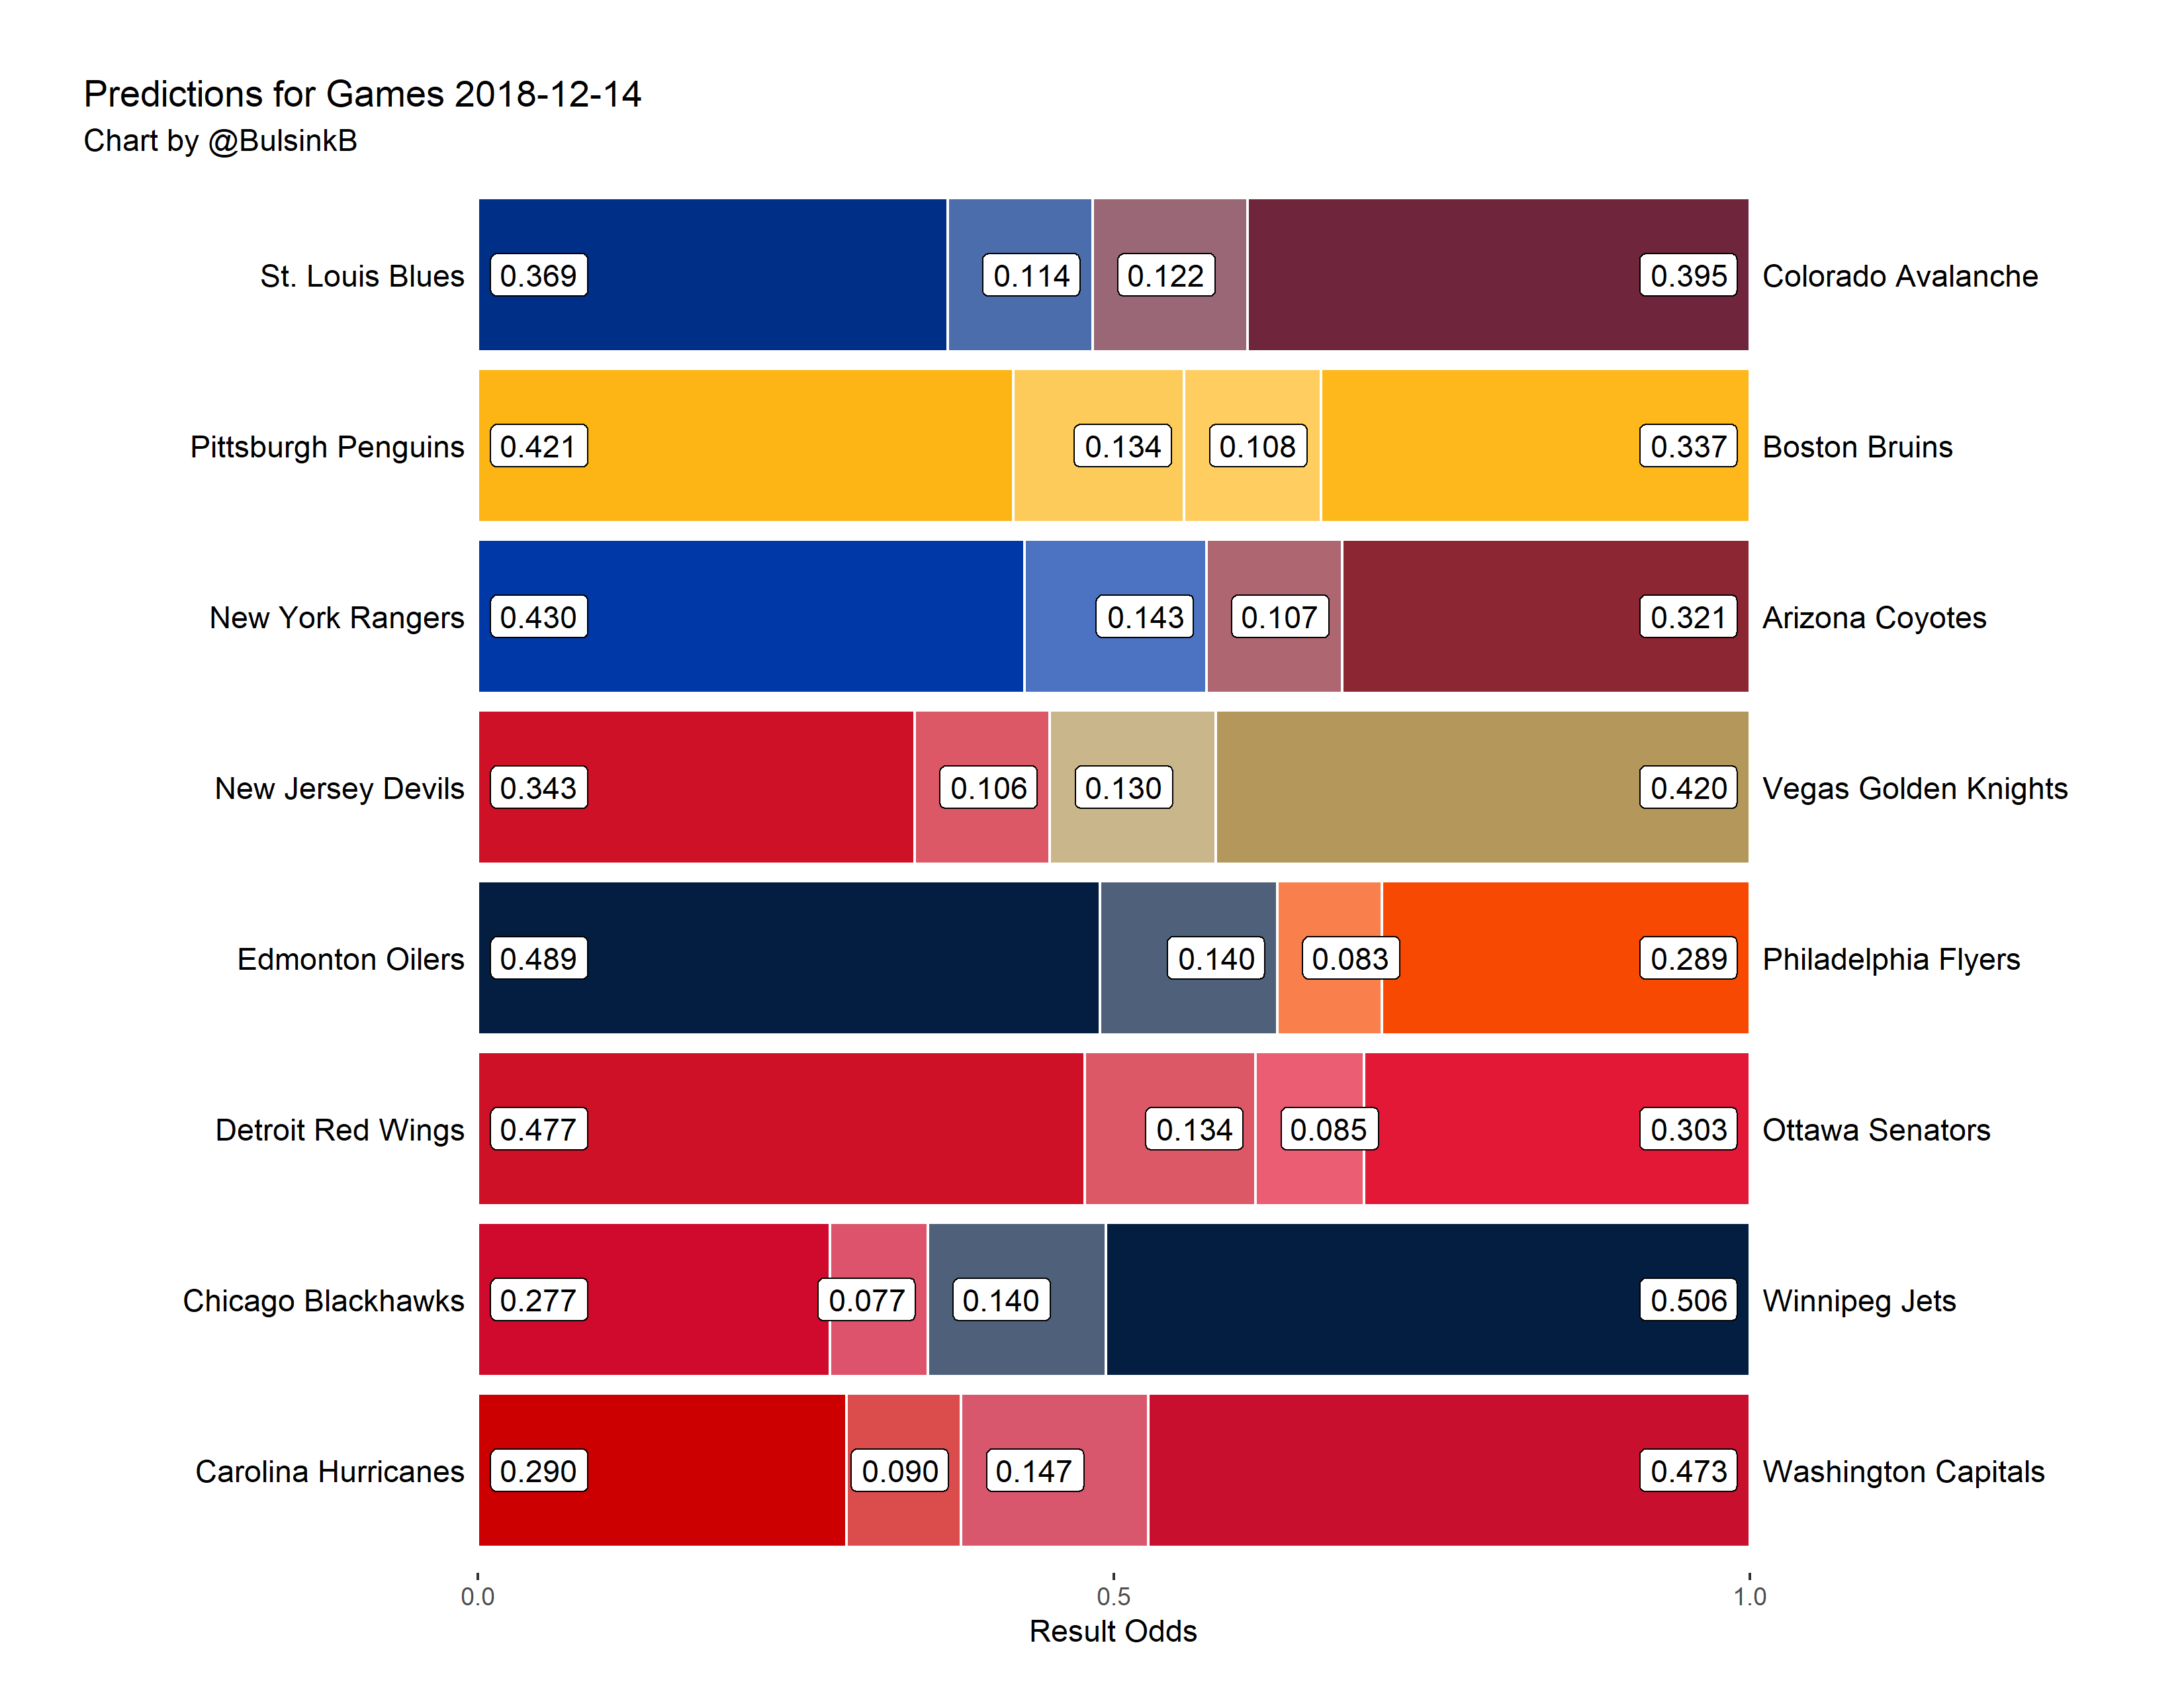 Predictions for Games 2018-12-14
Chart by @BulsinkB
St. Louis Blues 0.369 0.114 0.122 0.395 Colorado Avalanche
Pittsburgh Penguins 0.421 0.134 0.108 0.337 Boston Bruins
New York Rangers 0.430 0.143 0.107 0.321 Arizona Coyotes
New Jersey Devils 0.343 0.106 0.130 0.420 Vegas Golden Knights
Edmonton Oilers 0.489 0.140 0.083 0.289 Philadelphia Flyers
Detroit Red Wings 0.477 0.134 0.085 0.303 Ottawa Senators
Chicago Blackhawks 0.277 0.077 0.140 0.506 Winnipeg Jets
Carolina Hurricanes 0.290 0.090 0.147 0.473 Washington Capitals
0.0 0.5 1.0
Result Odds